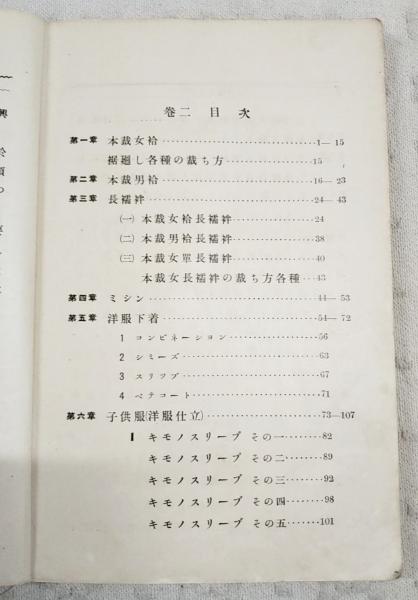 卷二 目次
第一章 本裁女袷 1—15
裾廻し各種の裁ち方 15
第二章 本裁男袷 16—23
第三章 長襦袢 24—43
(一) 本裁女袷長襦袢 24
(二) 本裁男袷長襦袢 38
(三) 本裁女單長襦袢 40
本裁女長襦袢の裁ち方各種 43
第四章 ミシン 44—53
第五章 洋服下着 54—72
1 コンビネーション 56
2 シミーズ 63
3 スリップ 67
4 ペテコート 71
第六章 子供服(洋服仕立) 73—107
I キモノスリーブ その一 82
キモノスリーブ その二 89
キモノスリーブ その三 92
キモノスリーブ その四 98
キモノスリーブ その五 101